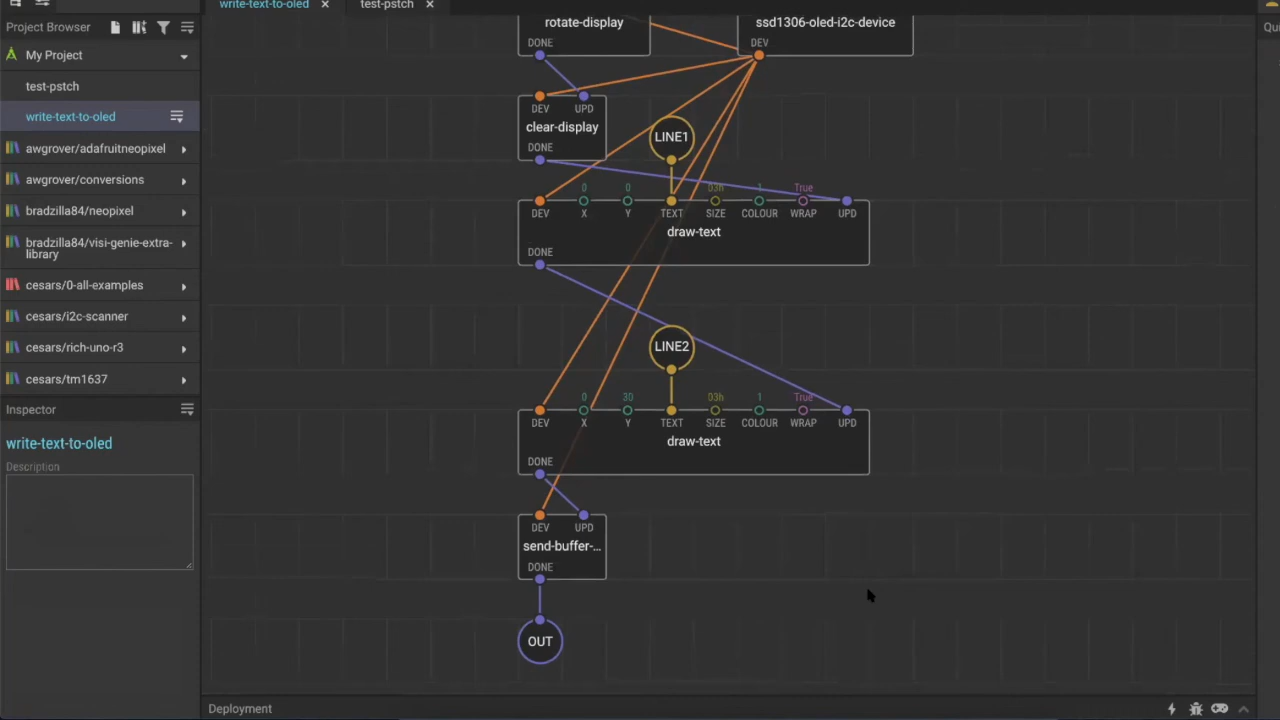 write-text-to-oled
test-pstch
Project Browser
My Project
test-pstch
write-text-to-oled
awgrover/adafruitneopixel
awgrover/conversions
bradzilla84/neopixel
bradzilla84/visi-genie-extra-
library
cesars/0-all-examples
cesars/i2c-scanner
cesars/rich-uno-r3
cesars/tm1637
Inspector
write-text-to-oled
Description
rotate-display
DONE
ssd1306-oled-i2c-device
DEV
DEV UPD
clear-display
DONE
LINE1
0 0 03h 1 True
DEV X Y TEXT SIZE COLOUR WRAP UPD
draw-text
DONE
LINE2
0 30 03h 1 True
DEV X Y TEXT SIZE COLOUR WRAP UPD
draw-text
DONE
DEV UPD
send-buffer-...
DONE
OUT
Deployment